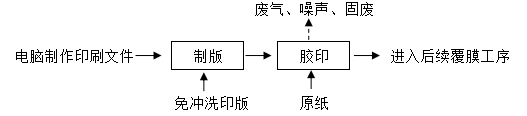 废气、噪声、固废
电脑制作印刷文件
制版
胶印
进入后续覆膜工序
免冲洗印版
原纸